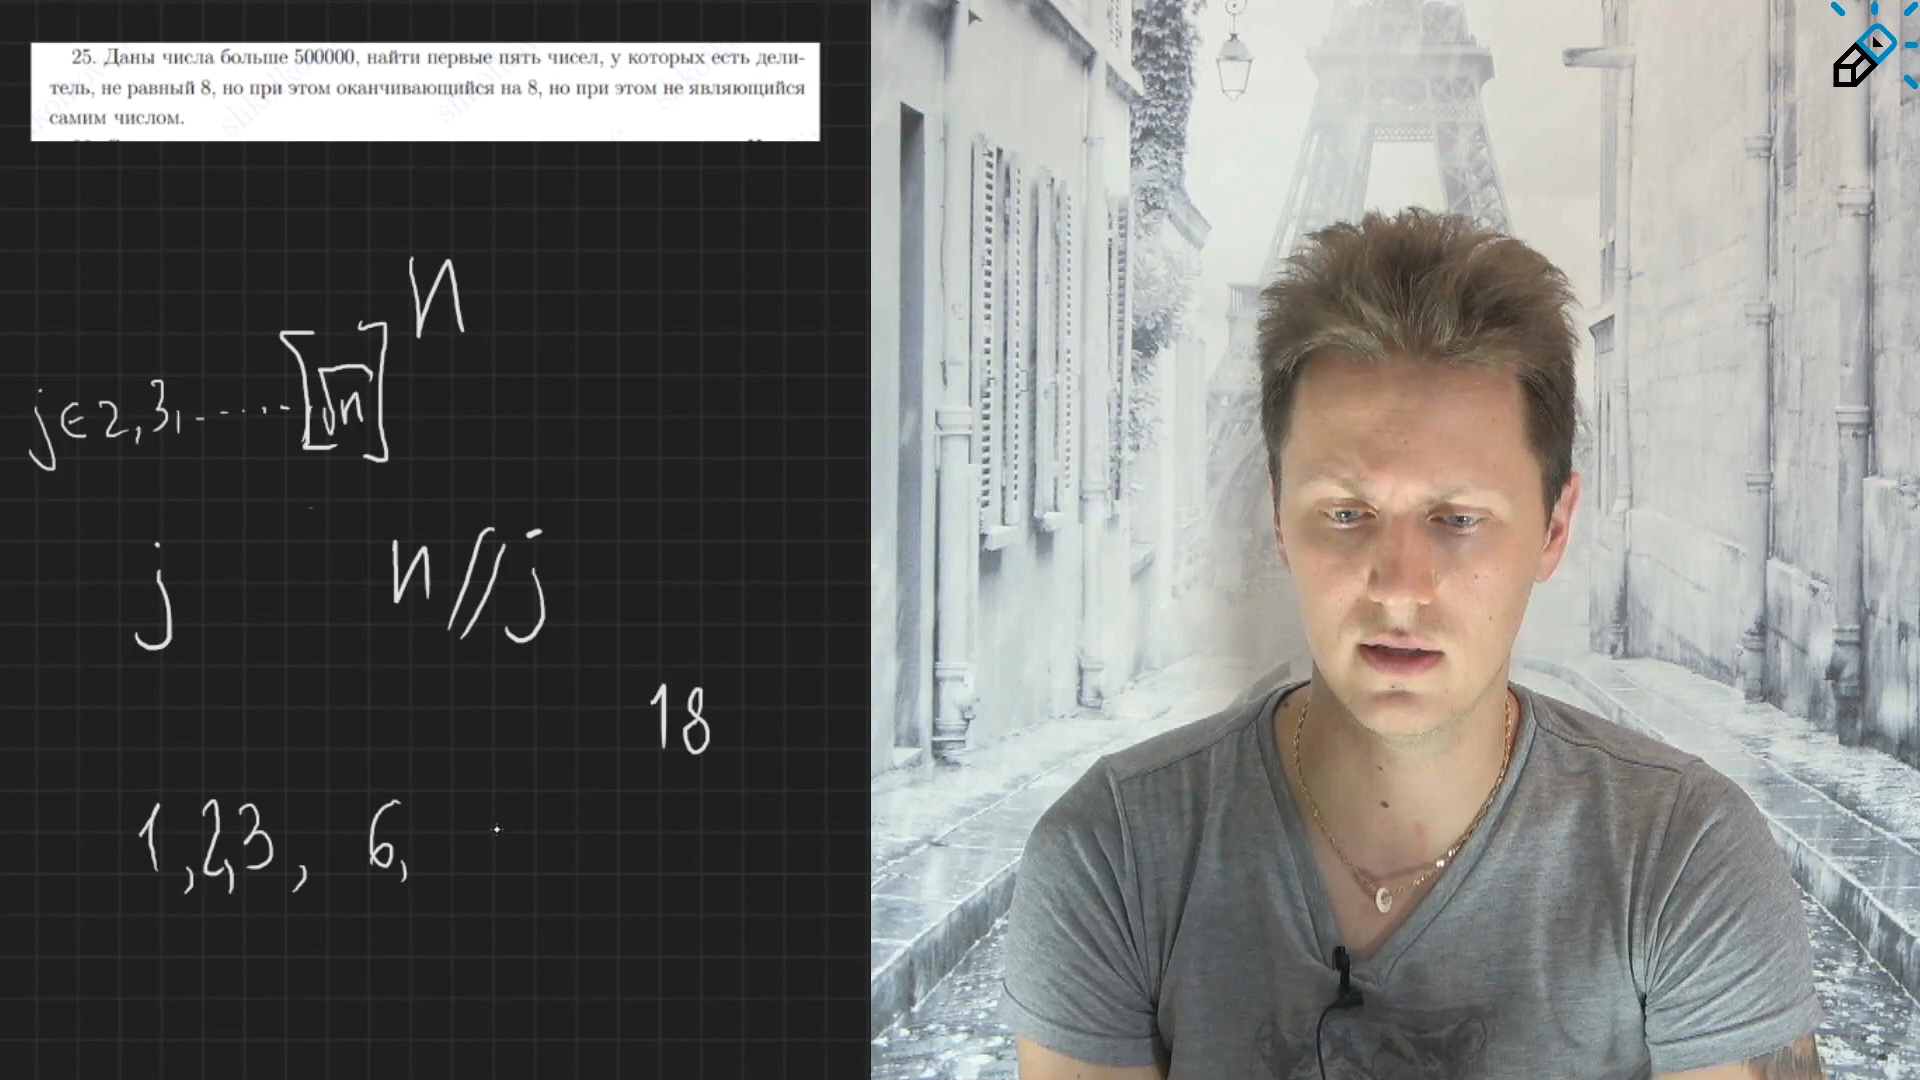 25. Даны числа больше 500000, найти первые пять чисел, у которых есть дели-
тель, не равный 8, но при этом оканчивающийся на 8, но при этом не являющийся
самим числом.
n
j∈2,3,.....[√n]
j n//j
18
1,2,3, 6,